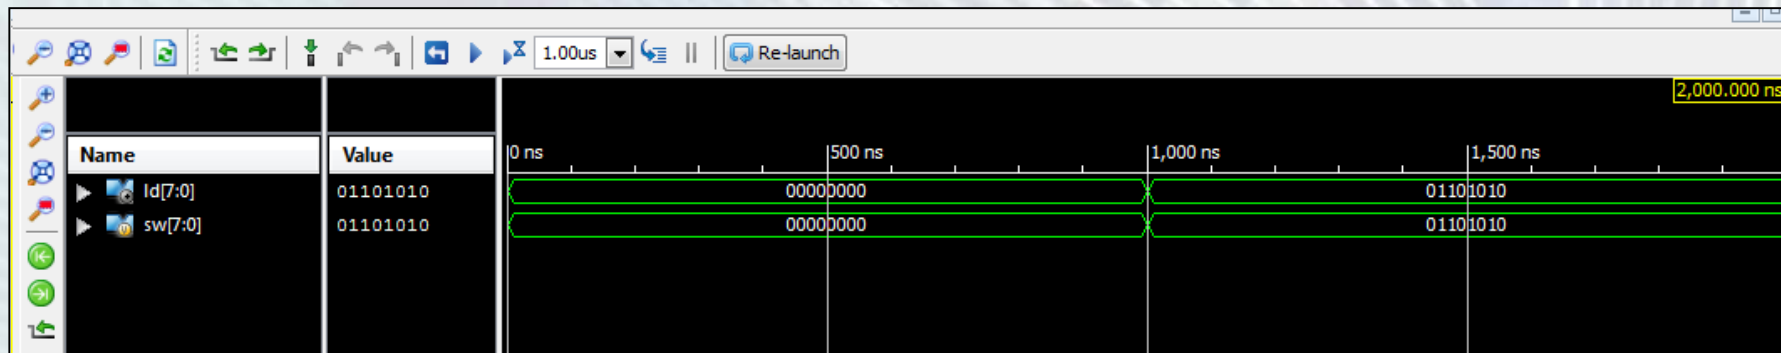 1.00us Re-launch
2,000.000 ns
Name Value 0 ns 500 ns 1,000 ns 1,500 ns
ld[7:0] 01101010 00000000 01101010
sw[7:0] 01101010 00000000 01101010